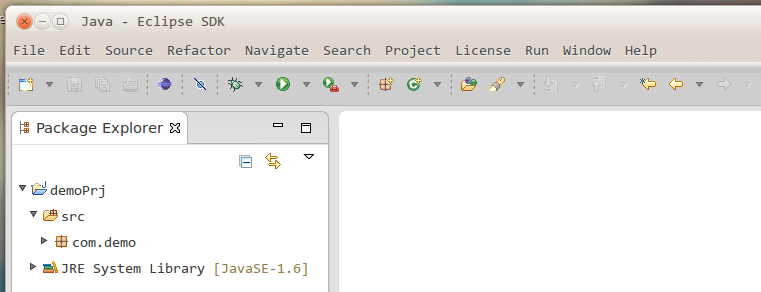 Java - Eclipse SDK
File Edit Source Refactor Navigate Search Project License Run Window Help
Package Explorer
demoPrj
src
com.demo
JRE System Library [JavaSE-1.6]